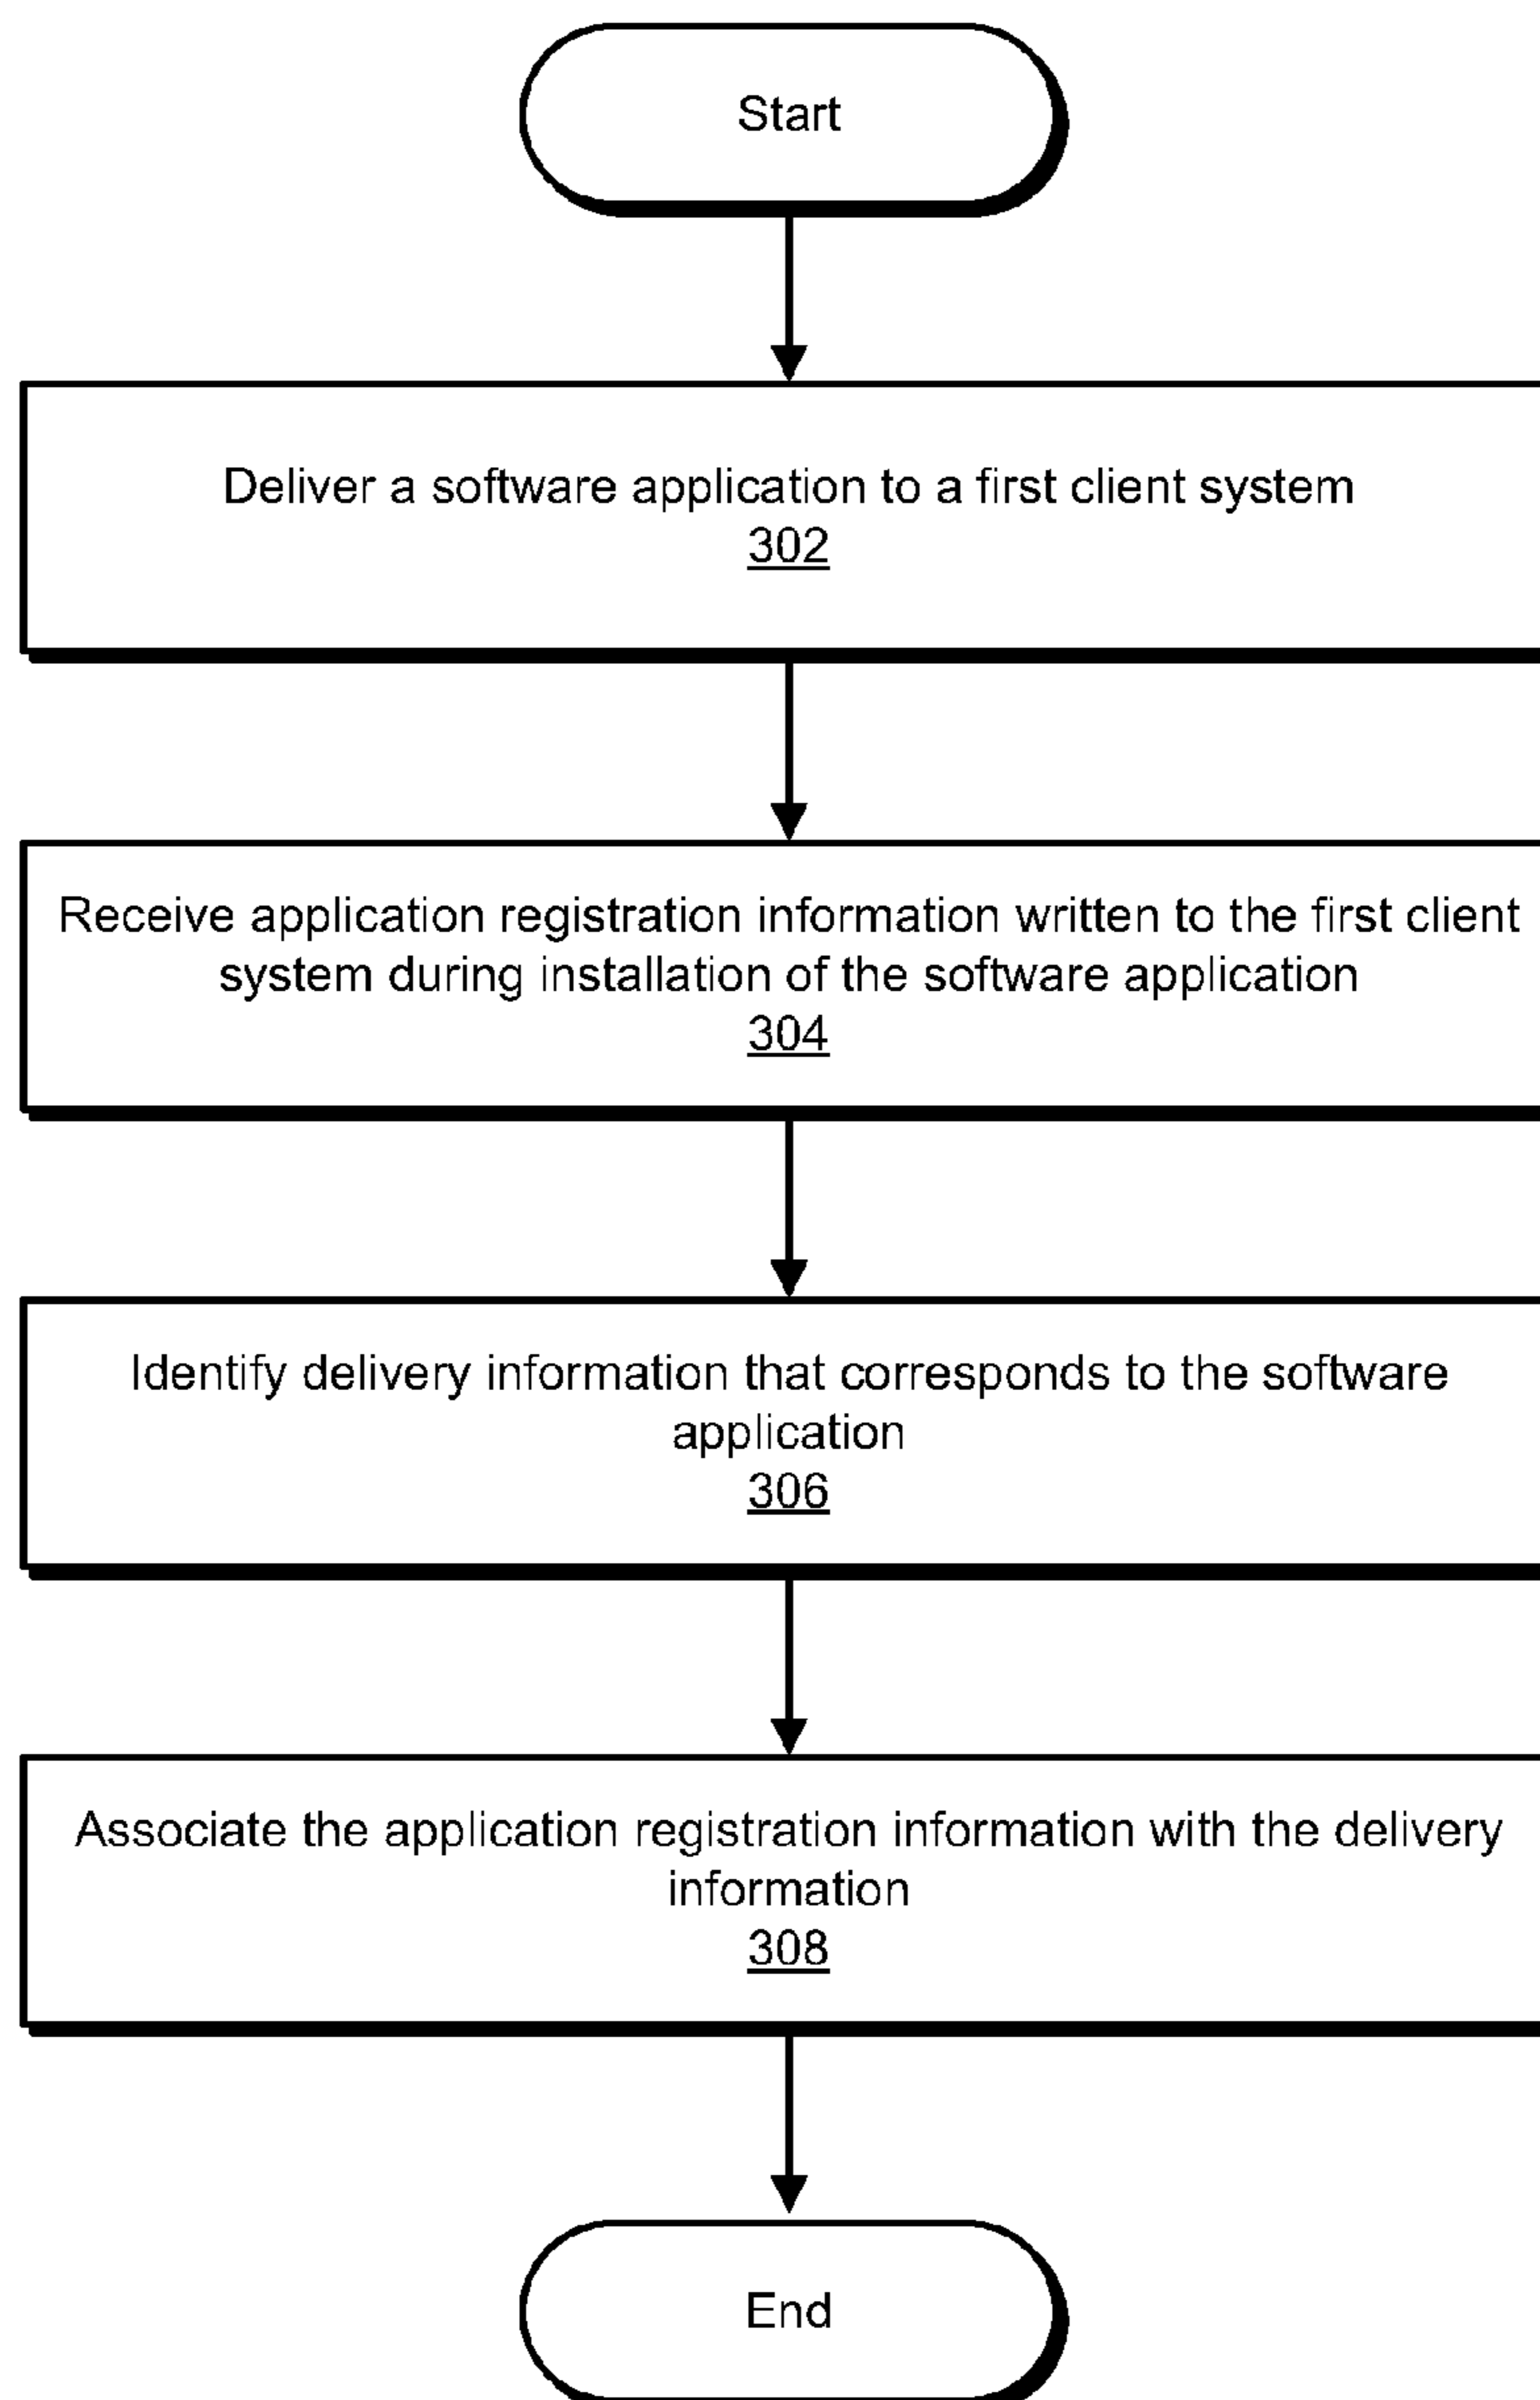 Start
Deliver a software application to a first client system
302
Receive application registration information written to the first client
system during installation of the software application
304
Identify delivery information that corresponds to the software
application
306
Associate the application registration information with the delivery
information
308
End